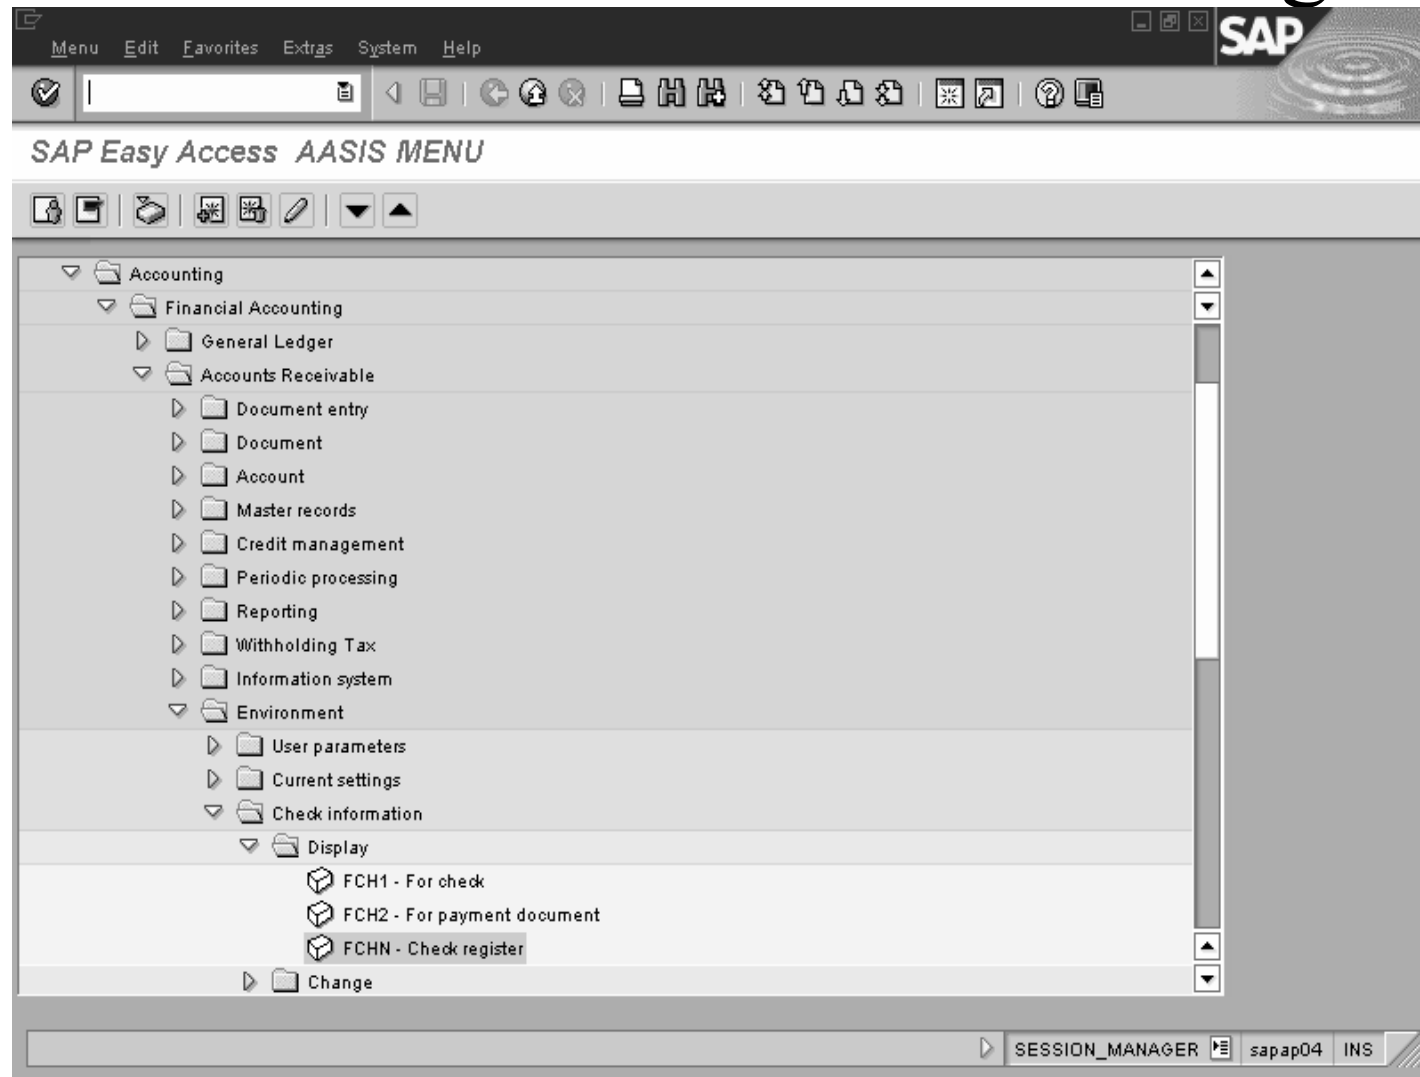 Menu Edit Favorites Extras System Help
SAP
SAP Easy Access AASIS MENU
Accounting
Financial Accounting
General Ledger
Accounts Receivable
Document entry
Document
Account
Master records
Credit management
Periodic processing
Reporting
Withholding Tax
Information system
Environment
User parameters
Current settings
Check information
Display
FCH1 - For check
FCH2 - For payment document
FCHN - Check register
Change
SESSION_MANAGER sapap04 INS